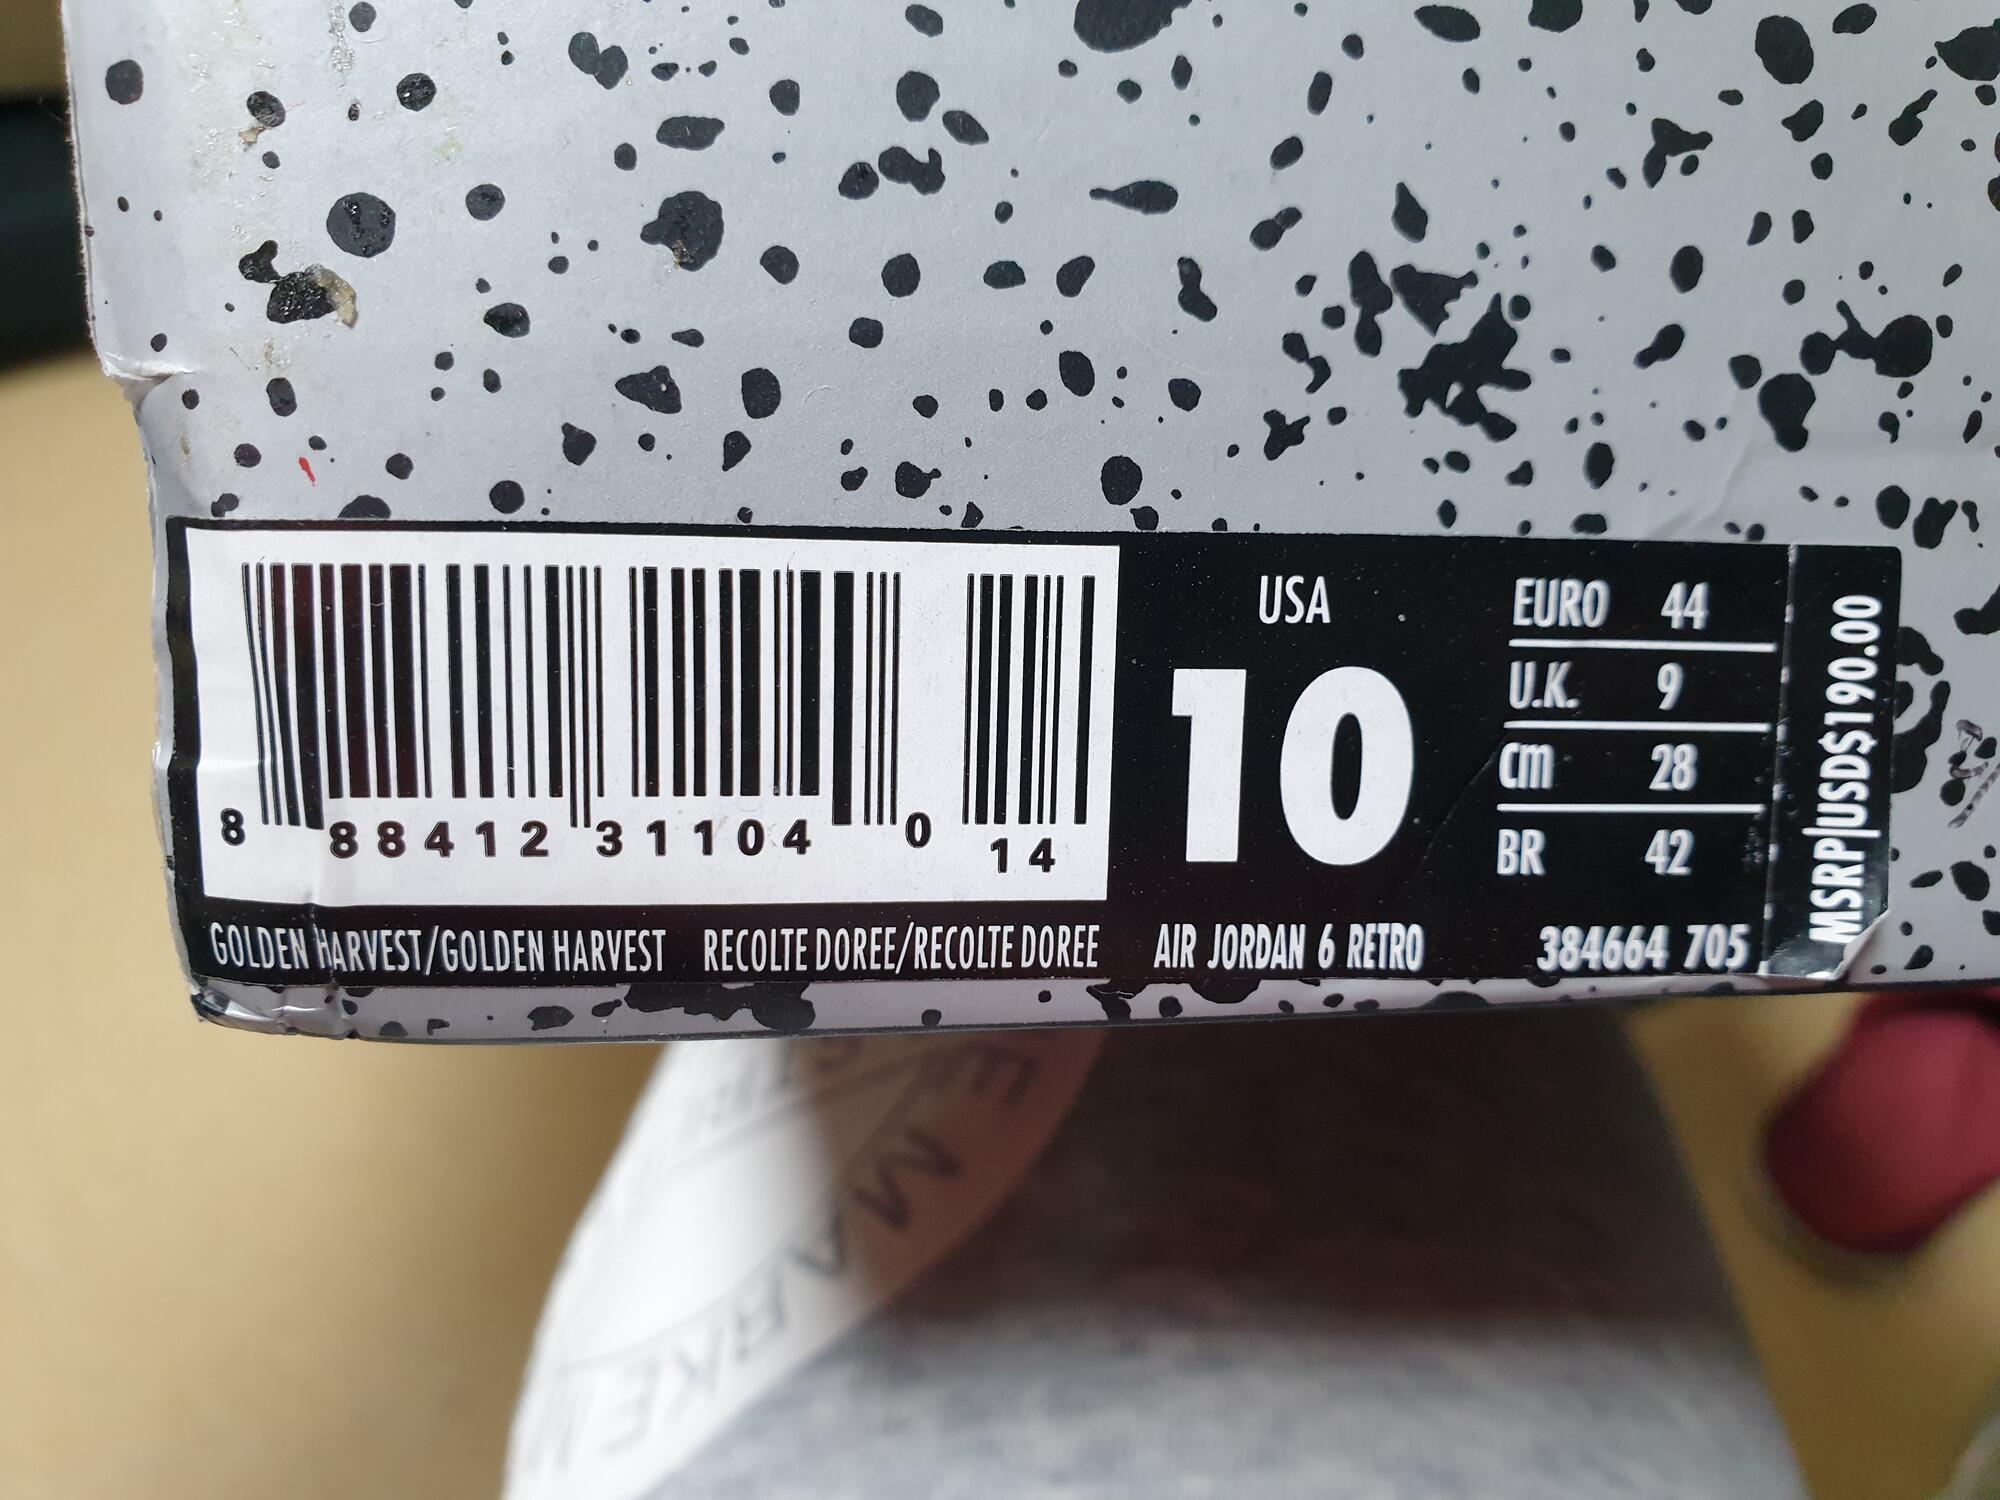 8 88412 31104 0 14
USA
10
EURO 44
U.K. 9
cm 28
BR 42
MSRP|USD$190.00
GOLDEN HARVEST/GOLDEN HARVEST RECOLTE DOREE/RECOLTE DOREE
AIR JORDAN 6 RETRO
384664 705